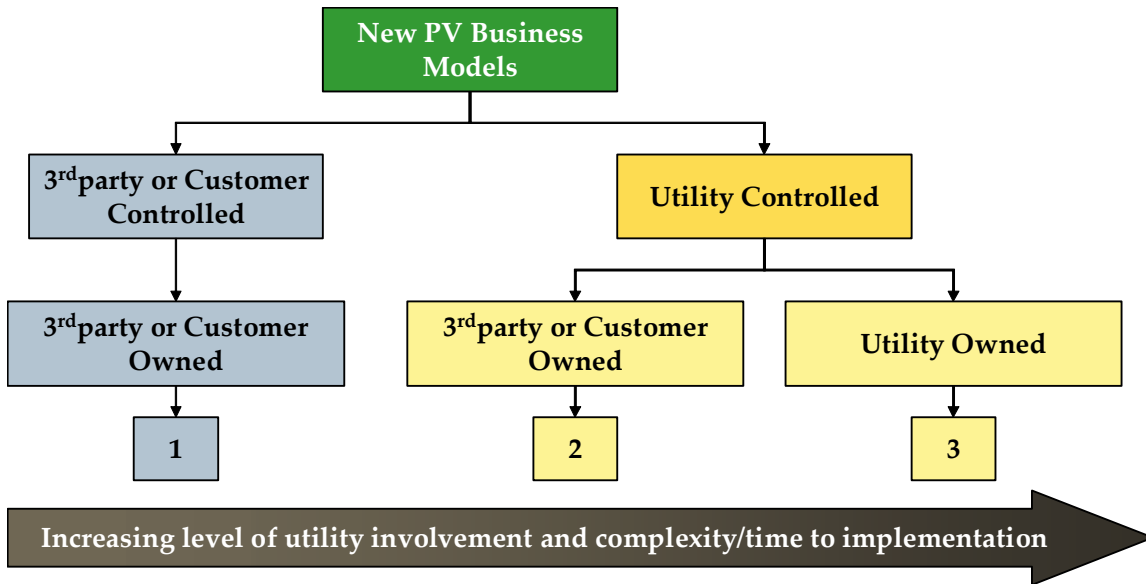 New PV Business
Models
3rdparty or Customer
Controlled
Utility Controlled
3rdparty or Customer
Owned
3rdparty or Customer
Owned
Utility Owned
1
2
3
Increasing level of utility involvement and complexity/time to implementation